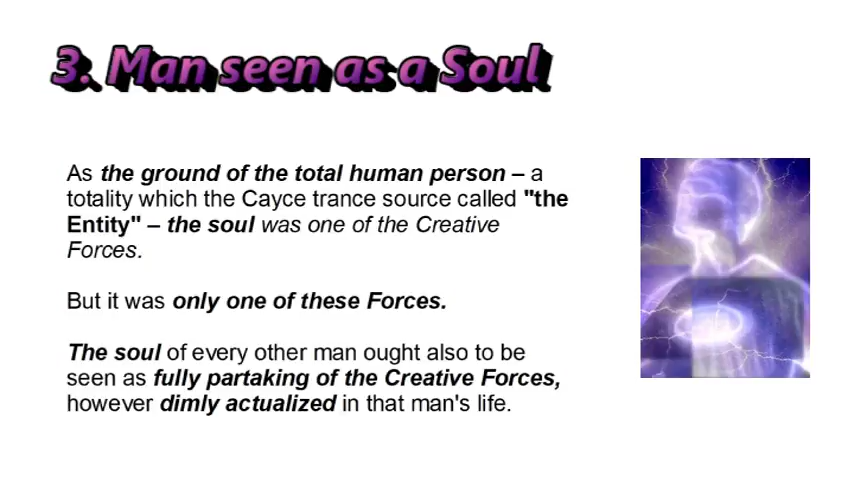 3. Man seen as a Soul
As the ground of the total human person – a
totality which the Cayce trance source called "the
Entity" – the soul was one of the Creative
Forces.
But it was only one of these Forces.
The soul of every other man ought also to be
seen as fully partaking of the Creative Forces,
however dimly actualized in that man's life.